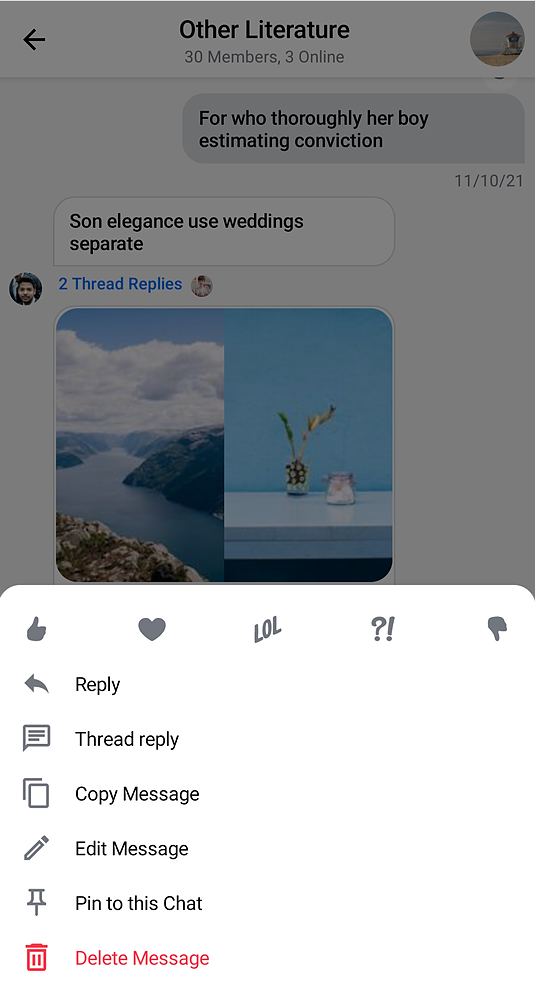 Other Literature
30 Members, 3 Online
For who thoroughly her boy
estimating conviction
11/10/21
Son elegance use weddings
separate
2 Thread Replies
LOL
?!
Reply
Thread reply
Copy Message
Edit Message
Pin to this Chat
Delete Message